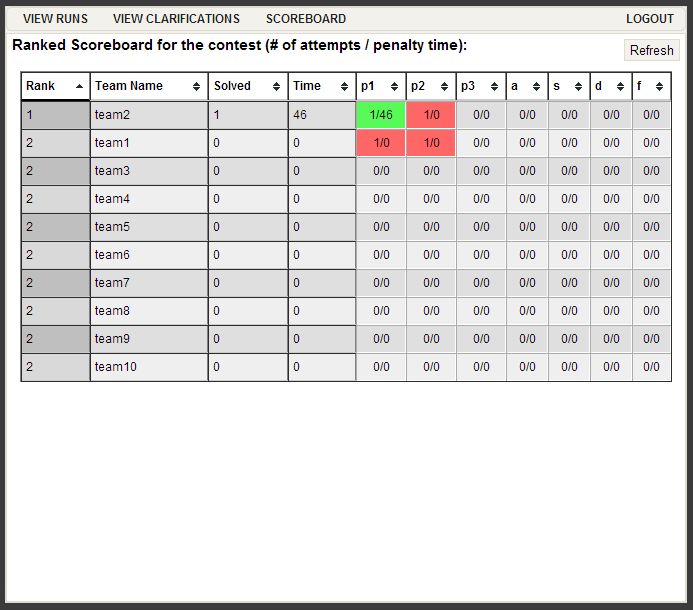 VIEW RUNS VIEW CLARIFICATIONS SCOREBOARD LOGOUT
Ranked Scoreboard for the contest (# of attempts / penalty time):
Refresh
Rank Team Name Solved Time p1 p2 p3 a s d f
1 team2 1 46 1/46 1/0 0/0 0/0 0/0 0/0 0/0
2 team1 0 0 1/0 1/0 0/0 0/0 0/0 0/0 0/0
2 team3 0 0 0/0 0/0 0/0 0/0 0/0 0/0 0/0
2 team4 0 0 0/0 0/0 0/0 0/0 0/0 0/0 0/0
2 team5 0 0 0/0 0/0 0/0 0/0 0/0 0/0 0/0
2 team6 0 0 0/0 0/0 0/0 0/0 0/0 0/0 0/0
2 team7 0 0 0/0 0/0 0/0 0/0 0/0 0/0 0/0
2 team8 0 0 0/0 0/0 0/0 0/0 0/0 0/0 0/0
2 team9 0 0 0/0 0/0 0/0 0/0 0/0 0/0 0/0
2 team10 0 0 0/0 0/0 0/0 0/0 0/0 0/0 0/0